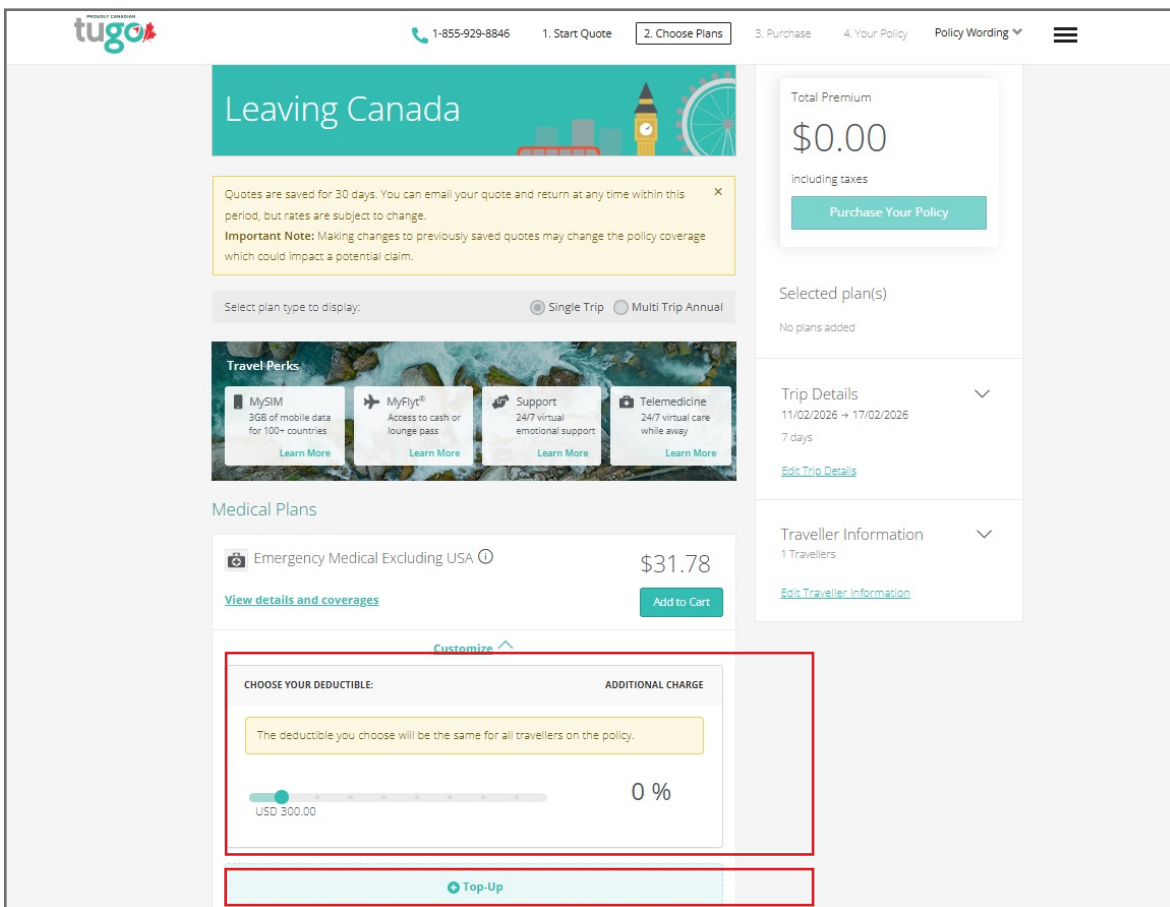 PROUDLY CANADIAN
tugo
1-855-929-8846
1. Start Quote
2. Choose Plans
3. Purchase
4. Your Policy
Policy Wording
Leaving Canada
Quotes are saved for 30 days. You can email your quote and return at any time within this
period, but rates are subject to change.
Important Note: Making changes to previously saved quotes may change the policy coverage
which could impact a potential claim.
×
Select plan type to display:
Single Trip
Multi Trip Annual
Travel Perks
MySIM
3GB of mobile data
for 100+ countries
Learn More
MyFlyt®
Access to cash or
lounge pass
Learn More
Support
24/7 virtual
emotional support
Learn More
Telemedicine
24/7 virtual care
while away
Learn More
Medical Plans
Emergency Medical Excluding USA
$31.78
View details and coverages
Add to Cart
Customize
CHOOSE YOUR DEDUCTIBLE:
ADDITIONAL CHARGE
The deductible you choose will be the same for all travellers on the policy.
USD 300.00
0 %
Top-Up
Total Premium
$0.00
including taxes
Purchase Your Policy
Selected plan(s)
No plans added
Trip Details
11/02/2026 → 17/02/2026
7 days
Edit Trip Details
Traveller Information
1 Travellers
Edit Traveller Information